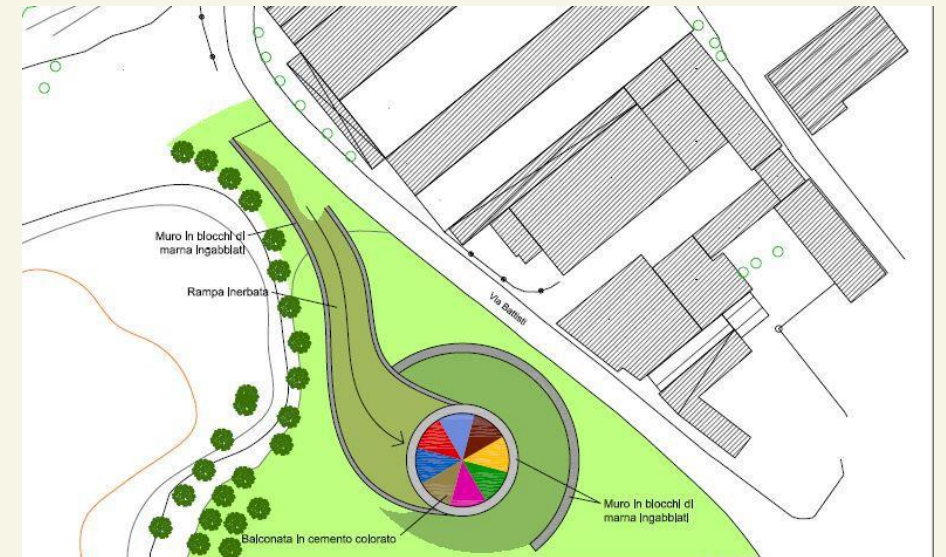 Muro in blocchi di
marna ingabbiati
Rampa inerbata
Via Battisti
Muro in blocchi di
marna ingabbiati
Balconata in cemento colorato